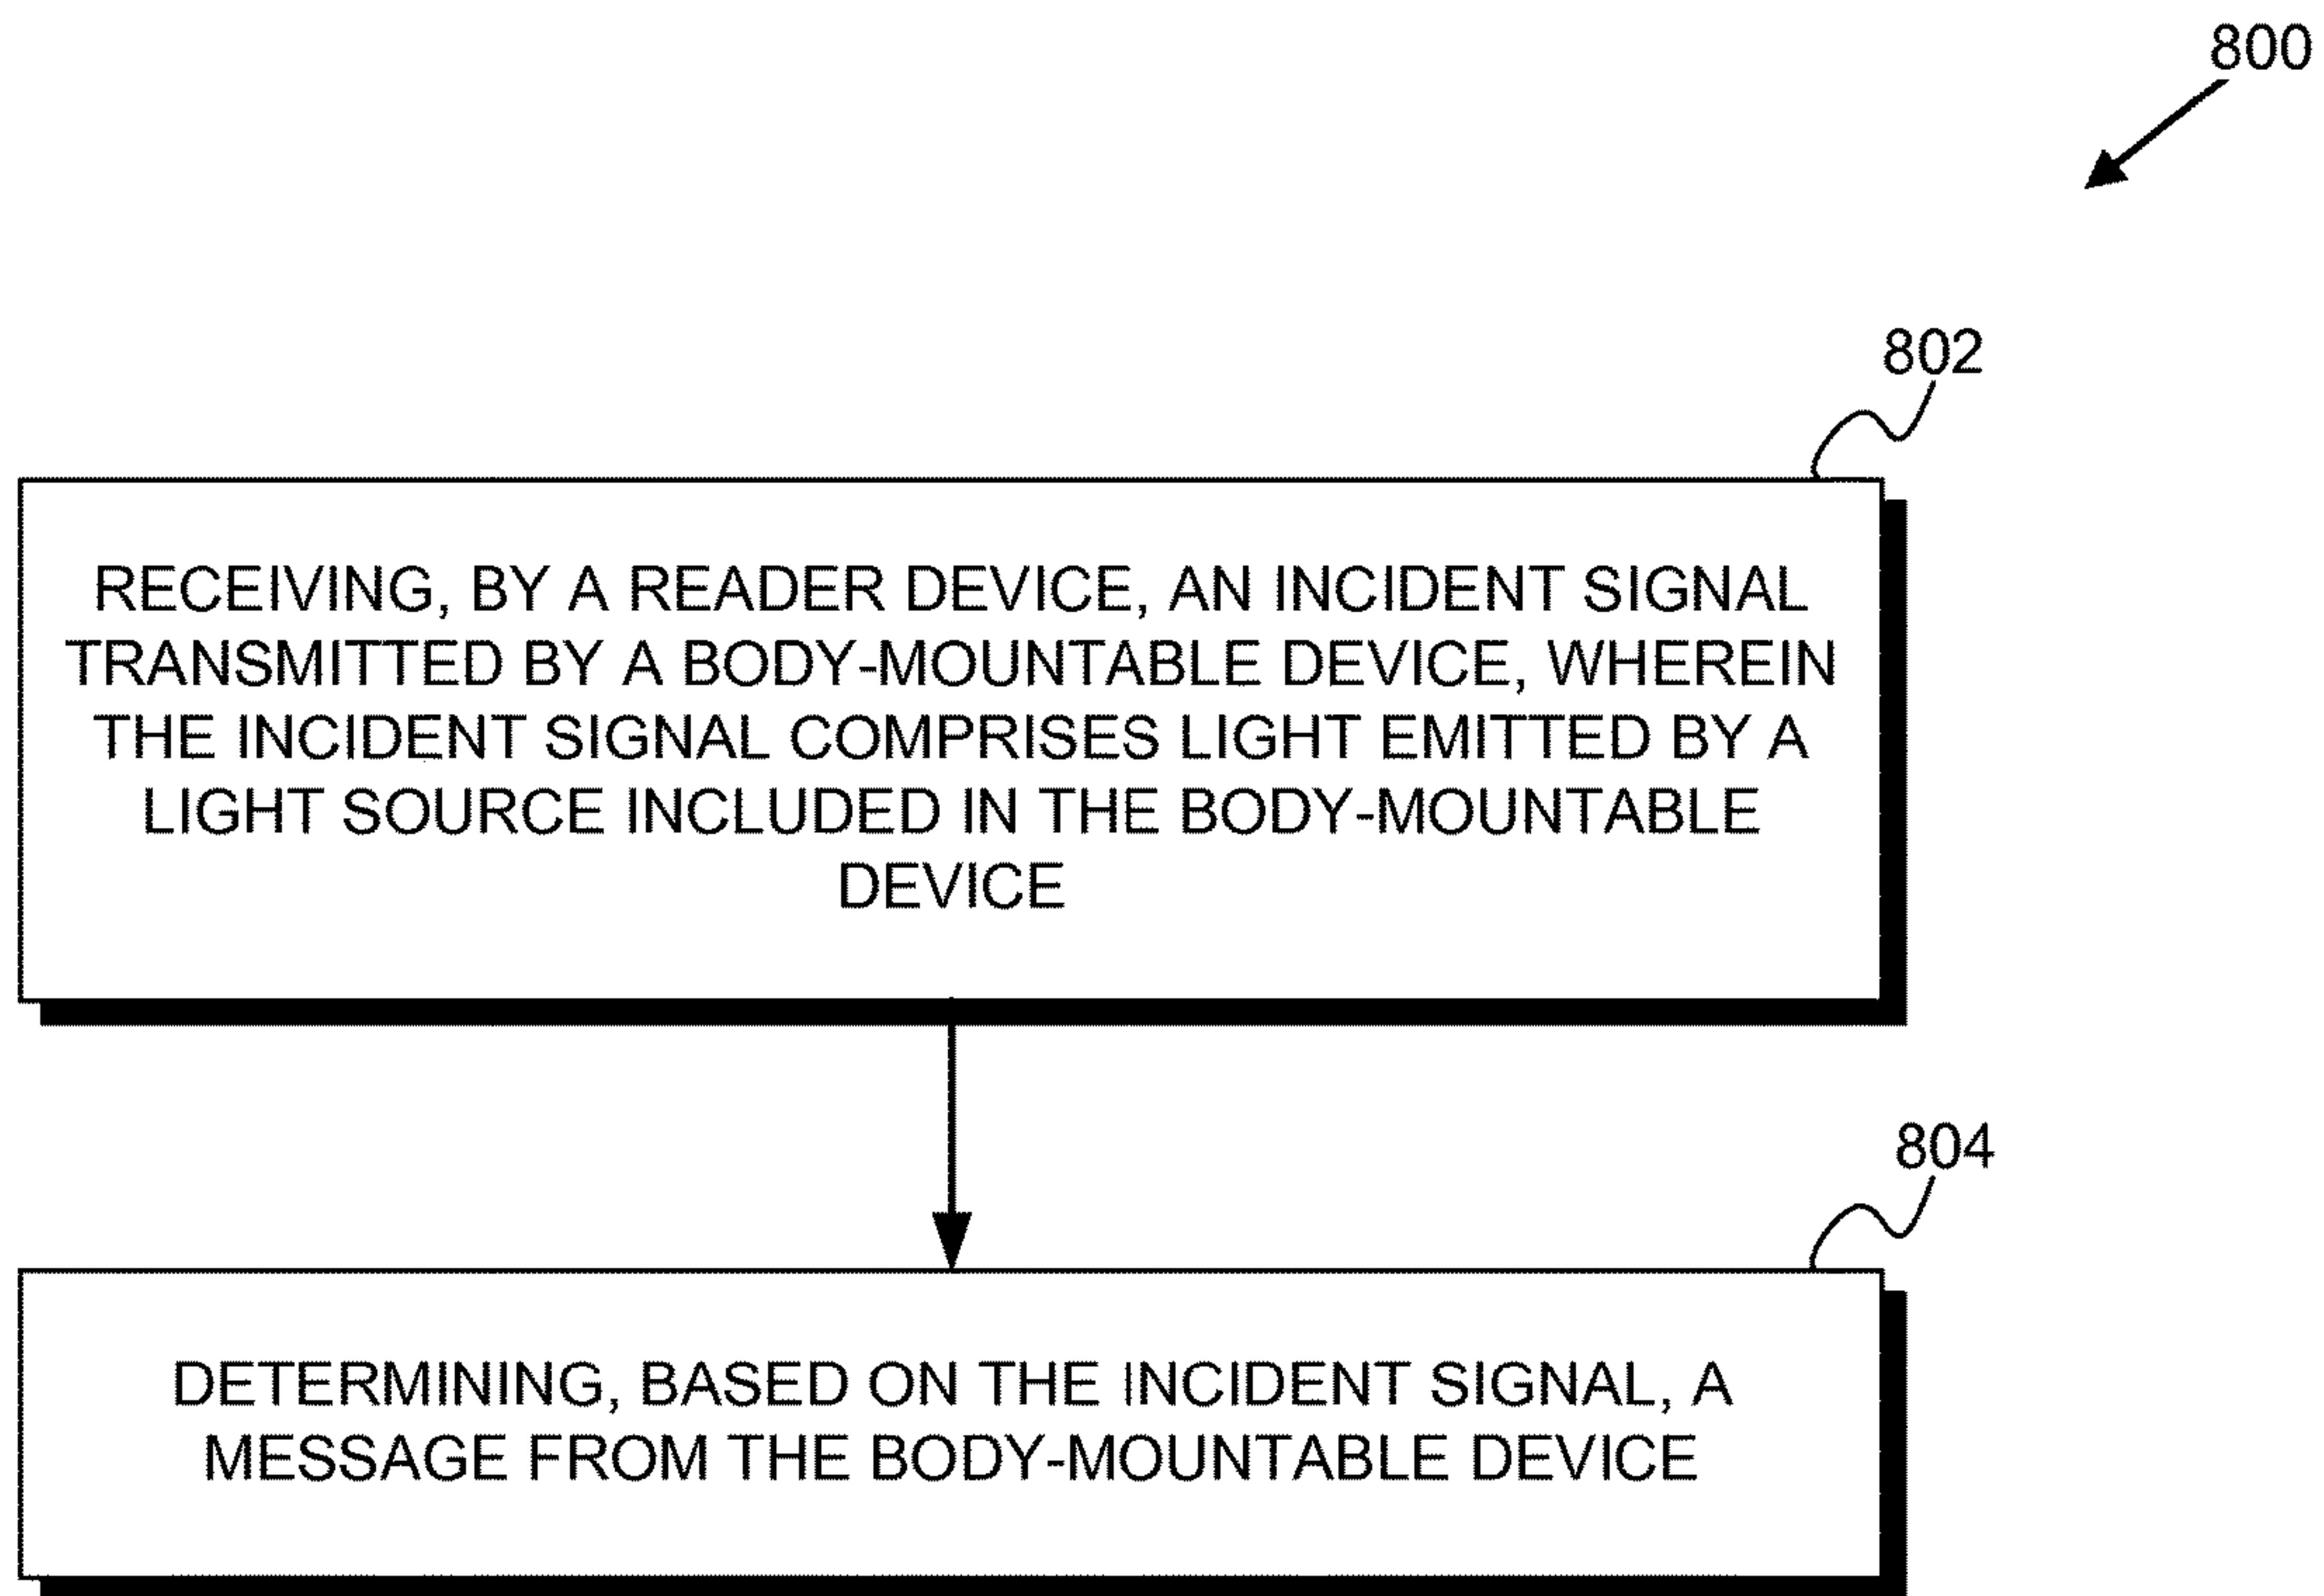 800
802
RECEIVING, BY A READER DEVICE, AN INCIDENT SIGNAL
TRANSMITTED BY A BODY-MOUNTABLE DEVICE, WHEREIN
THE INCIDENT SIGNAL COMPRISES LIGHT EMITTED BY A
LIGHT SOURCE INCLUDED IN THE BODY-MOUNTABLE
DEVICE
804
DETERMINING, BASED ON THE INCIDENT SIGNAL, A
MESSAGE FROM THE BODY-MOUNTABLE DEVICE